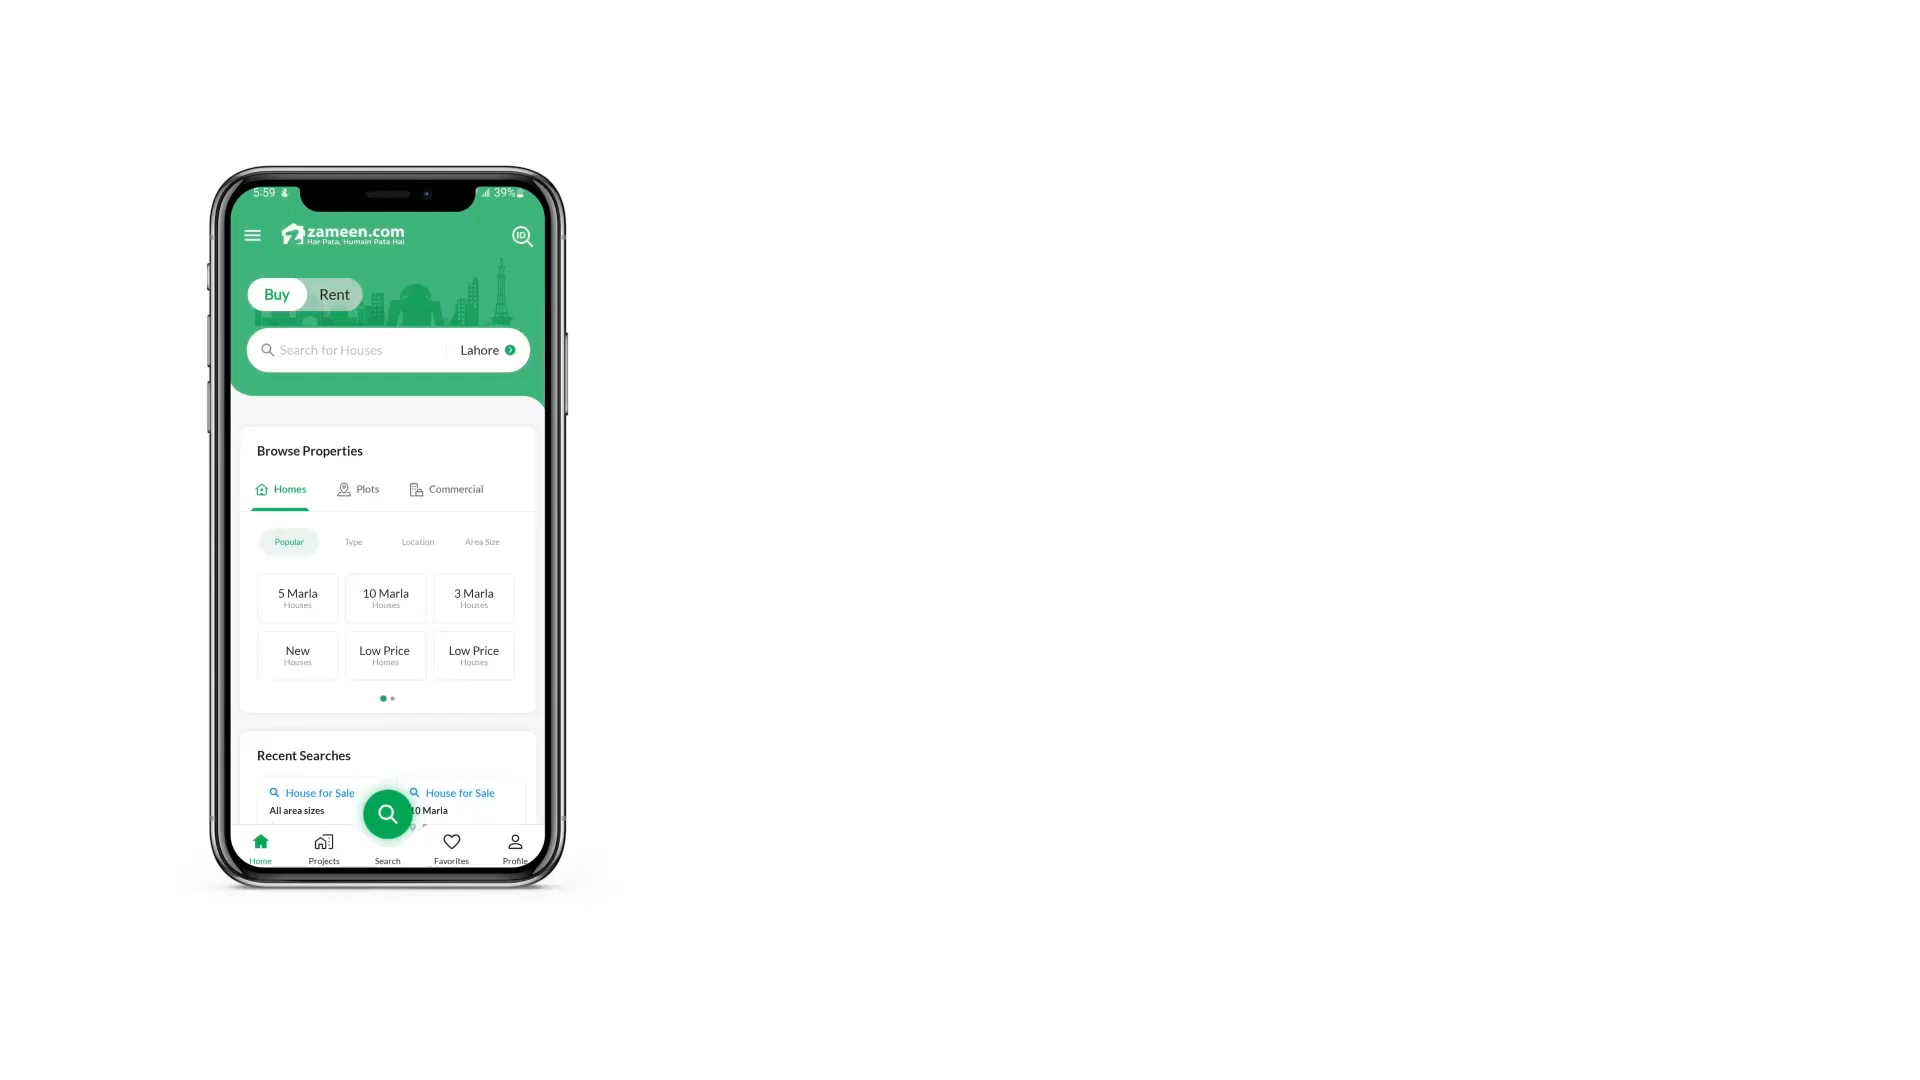 5:59
39%
zameen.com
Har Pata, Humain Pata Hai
ID
Buy Rent
Search for Houses Lahore
Browse Properties
Homes Plots Commercial
Popular Type Location Area Size
5 Marla 10 Marla 3 Marla
Houses Houses Houses
New Low Price Low Price
Houses Homes Houses
Recent Searches
House for Sale House for Sale
All area sizes 10 Marla
Home Projects Search Favorites Profile